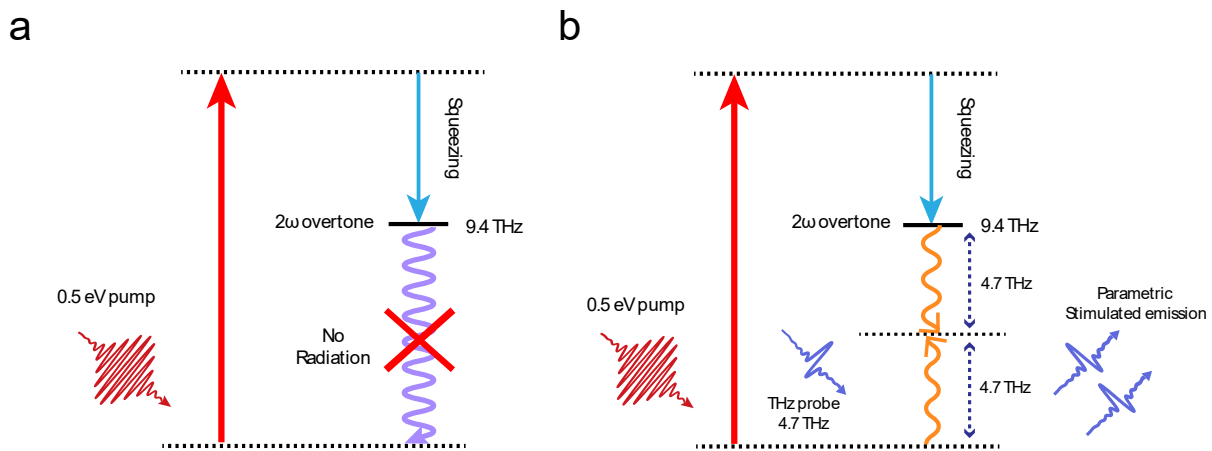 a
Squeezing
2ω overtone
9.4 THz
0.5 eV pump
No
Radiation
b
Squeezing
2ω overtone
9.4 THz
4.7 THz
0.5 eV pump
Parametric
Stimulated emission
THz probe
4.7 THz
4.7 THz